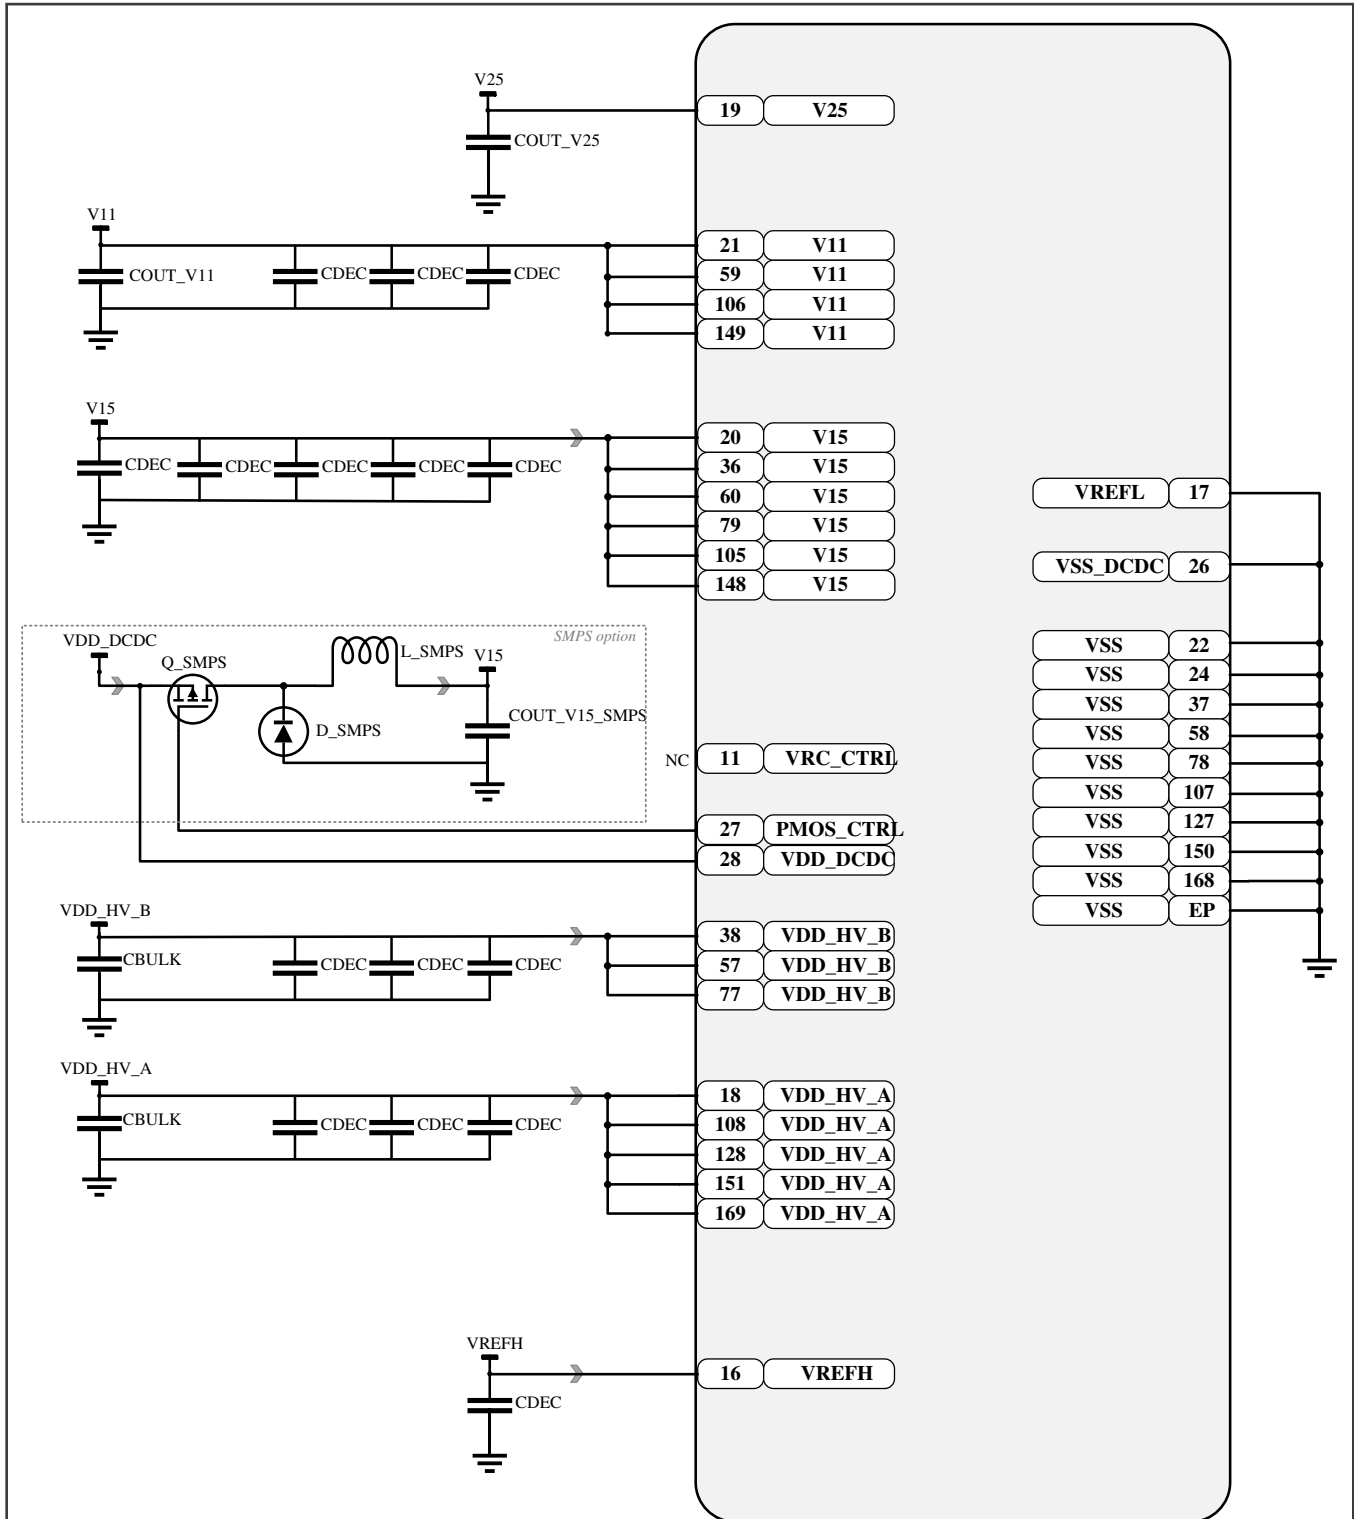 V25
19 V25
COUT_V25
V11
21 V11
COUT_V11 CDEC CDEC CDEC
59 V11
106 V11
149 V11
V15
20 V15
CDEC CDEC CDEC CDEC CDEC
36 V15
60 V15
79 V15
105 V15
148 V15
VREFL 17
VSS_DCDC 26
SMPS option
VDD_DCDC
Q_SMPS
L_SMPS
V15
D_SMPS
COUT_V15_SMPS
NC 11 VRC_CTRL
27 PMOS_CTRL
28 VDD_DCDC
VSS 22
VSS 24
VSS 37
VSS 58
VSS 78
VSS 107
VSS 127
VSS 150
VSS 168
VSS EP
VDD_HV_B
38 VDD_HV_B
CBULK CDEC CDEC CDEC
57 VDD_HV_B
77 VDD_HV_B
VDD_HV_A
18 VDD_HV_A
CBULK CDEC CDEC CDEC
108 VDD_HV_A
128 VDD_HV_A
151 VDD_HV_A
169 VDD_HV_A
VREFH
16 VREFH
CDEC